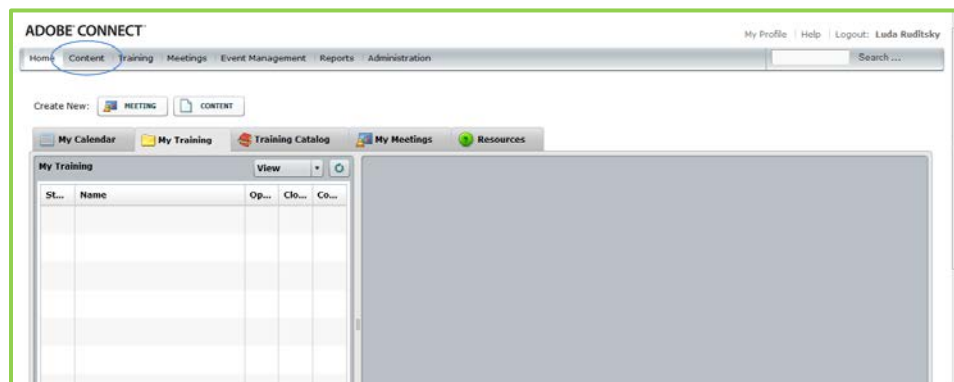 ADOBE® CONNECT™
My Profile | Help | Logout: Luda Ruditsky
Home Content Training Meetings Event Management Reports Administration Search ...
Create New: MEETING CONTENT
My Calendar My Training Training Catalog My Meetings Resources
My Training View
St... Name Op... Clo... Co...